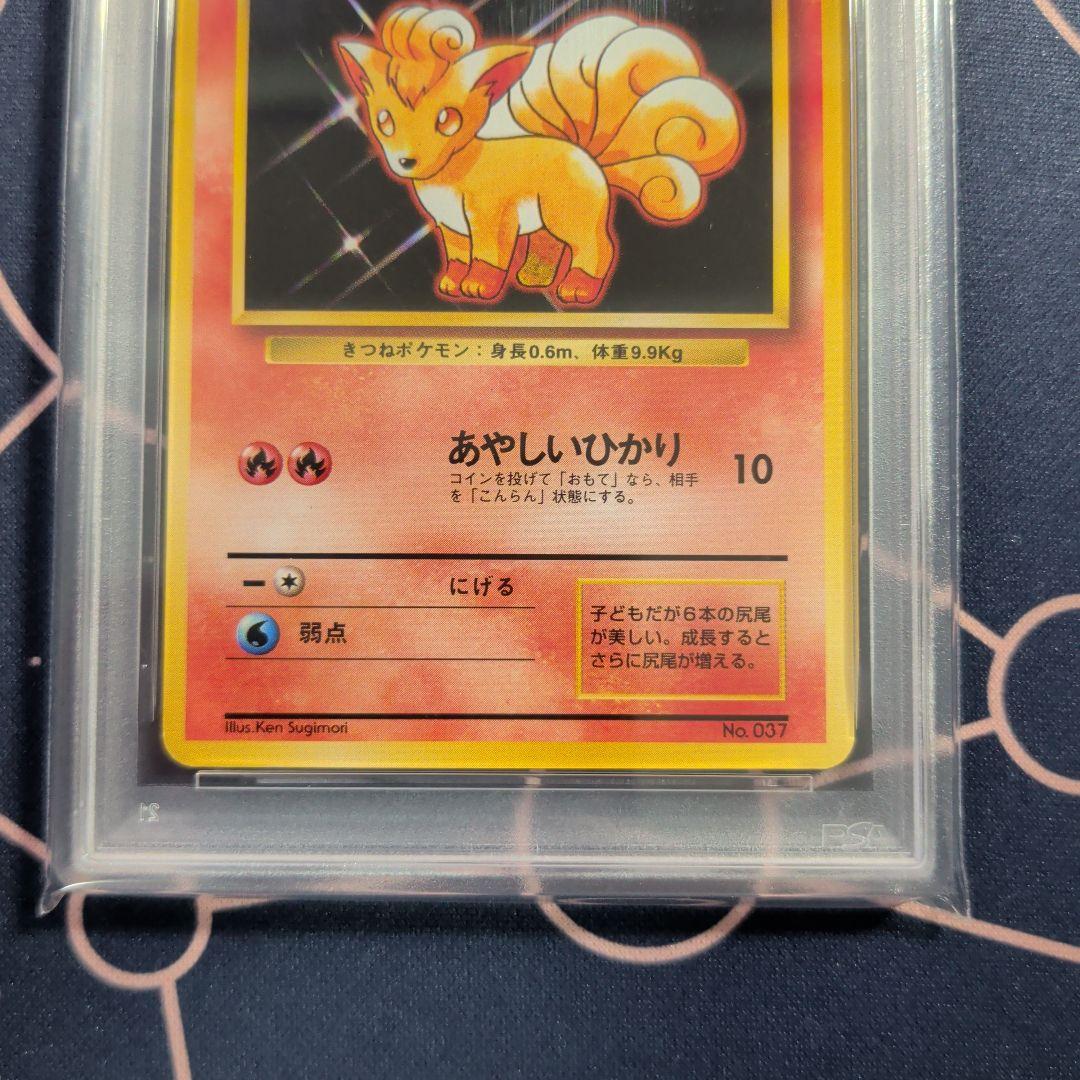 きつねポケモン：身長0.6m、体重9.9Kg
あやしいひかり 10
コインを投げて「おもて」なら、相手
を「こんらん」状態にする。
にげる
弱点
子どもだが6本の尻尾
が美しい。成長すると
さらに尻尾が増える。
Illus.Ken Sugimori
No. 037
PSA